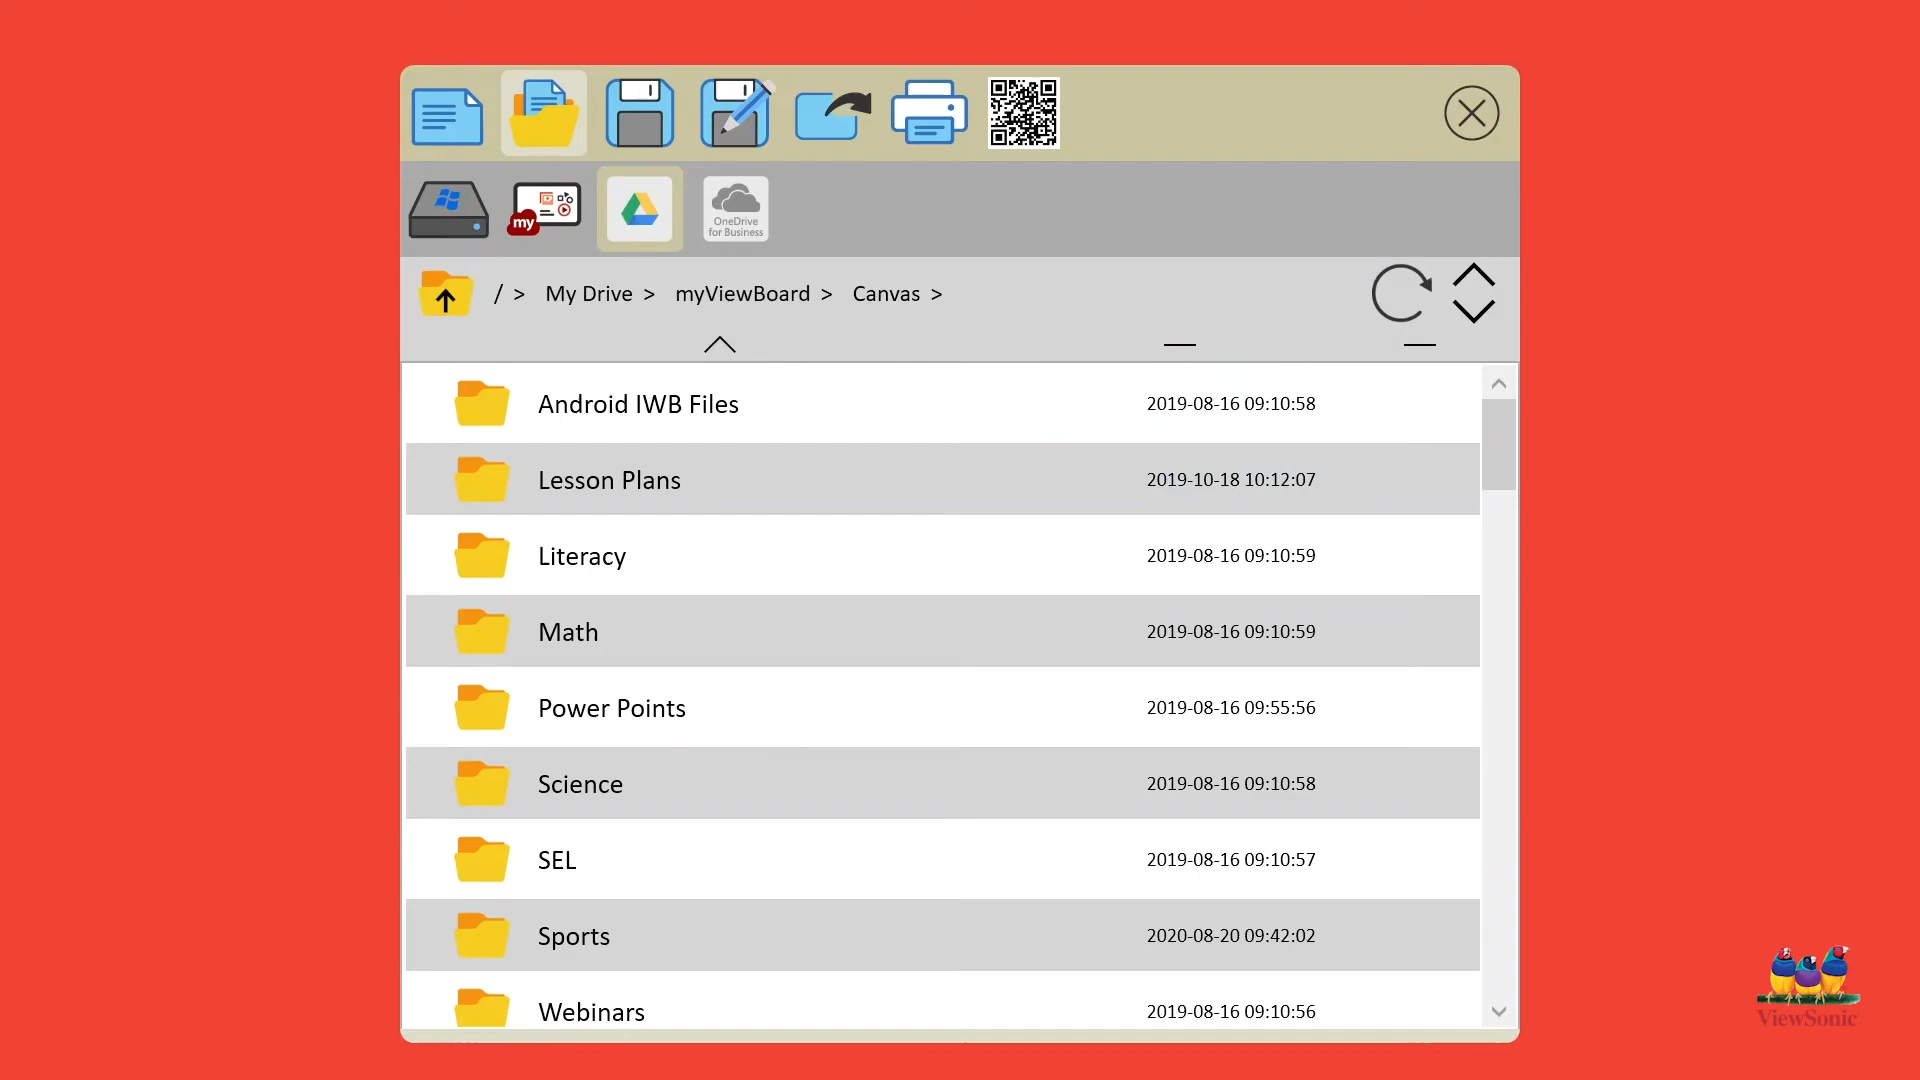 my
OneDrive
for Business
/ > My Drive > myViewBoard > Canvas >
Android IWB Files 2019-08-16 09:10:58
Lesson Plans 2019-10-18 10:12:07
Literacy 2019-08-16 09:10:59
Math 2019-08-16 09:10:59
Power Points 2019-08-16 09:55:56
Science 2019-08-16 09:10:58
SEL 2019-08-16 09:10:57
Sports 2020-08-20 09:42:02
Webinars 2019-08-16 09:10:56
ViewSonic